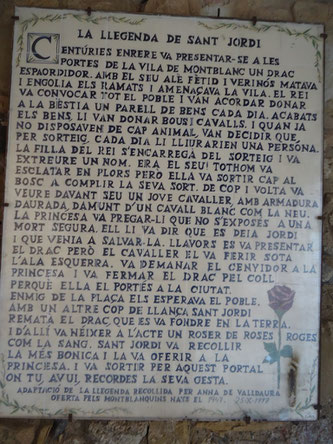 LA LLEGENDA DE SANT JORDI
CENTÚRIES ENRERE VA PRESENTAR-SE A LES
PORTES DE LA VILA DE MONTBLANC UN DRAC
ESPAORDIDOR. AMB EL SEU ALÈ FÈTID I VERINÓS MATAVA
I ENGOLIA ELS RAMATS I AMENAÇAVA LA VILA. EL REI
VA CONVOCAR TOT EL POBLE I VAN ACORDAR DONAR
A LA BÈSTIA UN PARELL DE BENS CADA DIA. ACABATS
ELS BENS, LI VAN DONAR BOUS I CAVALLS. I QUAN JA
NO DISPOSAVEN DE CAP ANIMAL, VAN DECIDIR QUE
PER SORTEIG, CADA DIA LI LLIURARIEN UNA PERSONA.
LA FILLA DEL REI S'ENCARREGA DEL SORTEIG I VA
EXTREURE UN NOM. ERA EL SEU! TOTHOM VA
ESCLATAR EN PLORS PERÒ ELLA VA SORTIR CAP AL
BOSC A COMPLIR LA SEVA SORT. DE COP I VOLTA VA
VEURE DAVANT SEU UN JOVE CAVALLER, AMB ARMADURA
DAURADA, DAMUNT D'UN CAVALL BLANC COM LA NEU.
LA PRINCESA VA PREGAR-LI QUE NO S'EXPOSÉS A UNA
MORT SEGURA. ELL LI VA DIR QUE ES DEIA JORDI
I QUE VENIA A SALVAR-LA. LLAVORS ES VA PRESENTAR
EL DRAC PERÒ EL CAVALLER EL VA FERIR SOTA
L'ALA ESQUERRA. VA DEMANAR EL CENYIDOR A LA
PRINCESA I VA FERMAR EL DRAC PEL COLL
PERQUÈ ELLA EL PORTÉS A LA CIUTAT.
ENMIG DE LA PLAÇA ELS ESPERAVA EL POBLE.
AMB UN ALTRE COP DE LLANÇA, SANT JORDI
REMATA EL DRAC, QUE ES VA FONDRE EN LA TERRA.
I D'ALLÍ VA NÉIXER A L'ACTE UN ROSER DE ROSES ROGES
COM LA SANG. SANT JORDI VA RECOLLIR
LA MÉS BONICA I LA VA OFERIR A LA
PRINCESA. I VA SORTIR PER AQUEST PORTAL
ON TU, AVUI, RECORDES LA SEVA GESTA.
ADAPTACIÓ DE LA LLEGENDA RECOLLIDA PER ANNA DE VALLDAURA
OFERTA PELS MONTBLANQUINS NATS EL